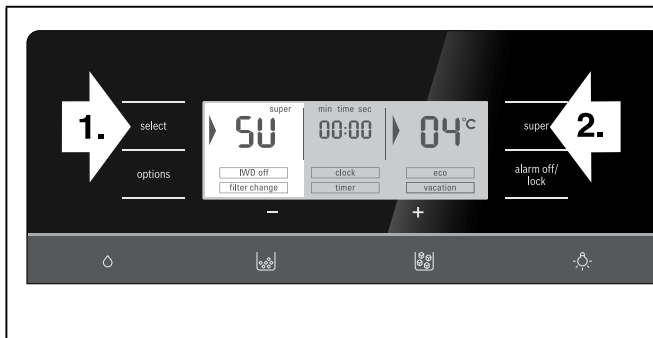 1.
select
options
super
SU
IWD off
filter change
min time sec
00:00
clock
timer
04°C
eco
vacation
super
2.
alarm off/
lock
− +